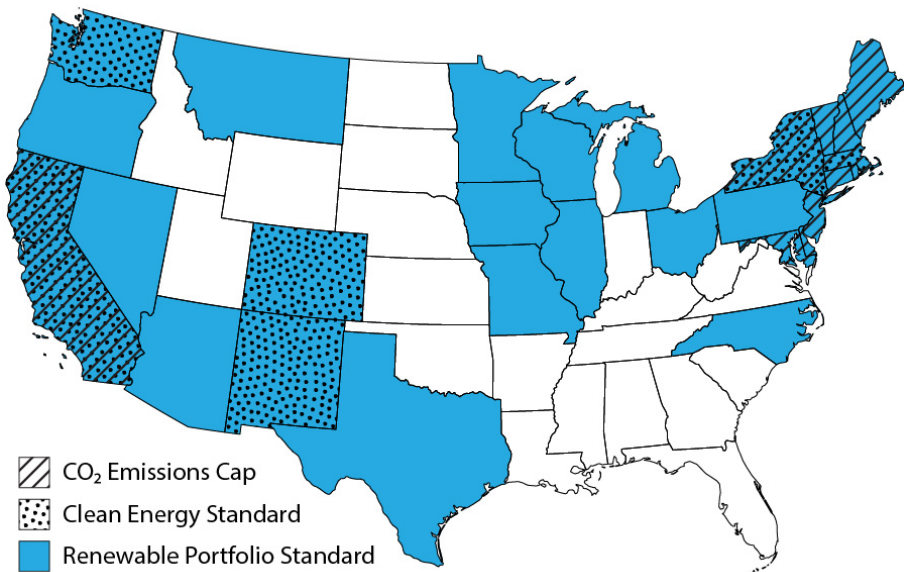 CO₂ Emissions Cap
Clean Energy Standard
Renewable Portfolio Standard